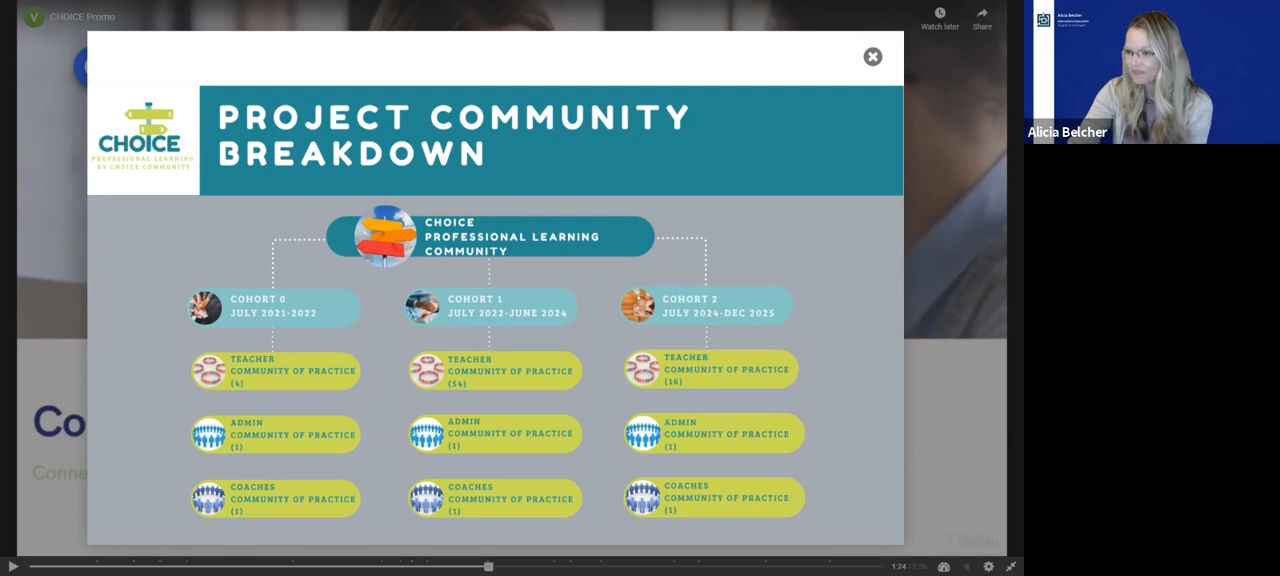 V CHOICE Promo
Watch later
Share
CHOICE
PROFESSIONAL LEARNING
BY CHOICE COMMUNITY
PROJECT COMMUNITY
BREAKDOWN
CHOICE
PROFESSIONAL LEARNING
COMMUNITY
COHORT 0
JULY 2021-2022
COHORT 1
JULY 2022-JUNE 2024
COHORT 2
JULY 2024-DEC 2025
TEACHER
COMMUNITY OF PRACTICE
(4)
TEACHER
COMMUNITY OF PRACTICE
(54)
TEACHER
COMMUNITY OF PRACTICE
(16)
ADMIN
COMMUNITY OF PRACTICE
(1)
ADMIN
COMMUNITY OF PRACTICE
(1)
ADMIN
COMMUNITY OF PRACTICE
(1)
COACHES
COMMUNITY OF PRACTICE
(1)
COACHES
COMMUNITY OF PRACTICE
(1)
COACHES
COMMUNITY OF PRACTICE
(1)
Co
Conne
1:24
Alicia Belcher
Alicia Belcher